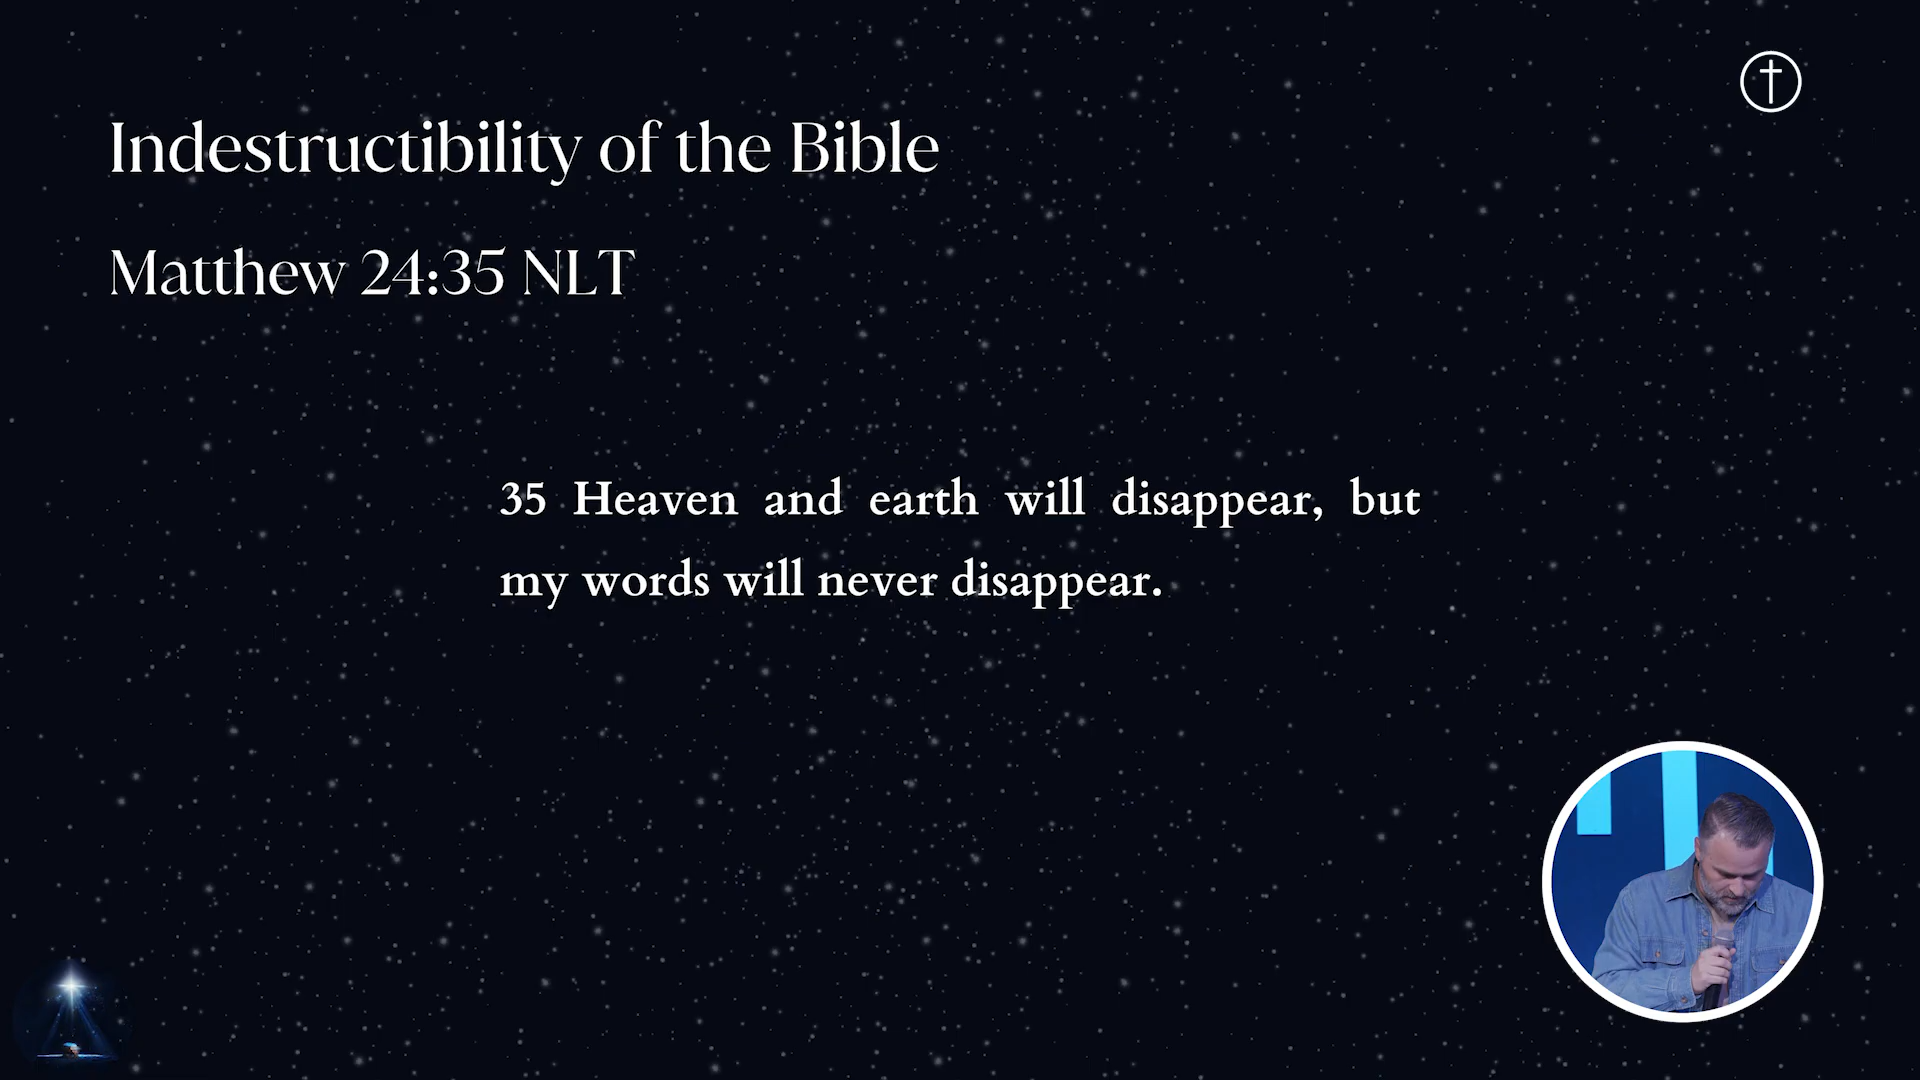 Indestructibility of the Bible
Matthew 24:35 NLT
35 Heaven and earth will disappear, but
my words will never disappear.